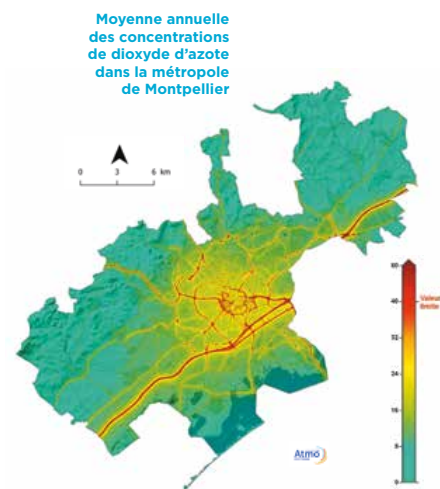 Moyenne annuelle
des concentrations
de dioxyde d'azote
dans la métropole
de Montpellier
0 3 6 km
Valeur
limite
40
32
24
16
8
0
Atmo